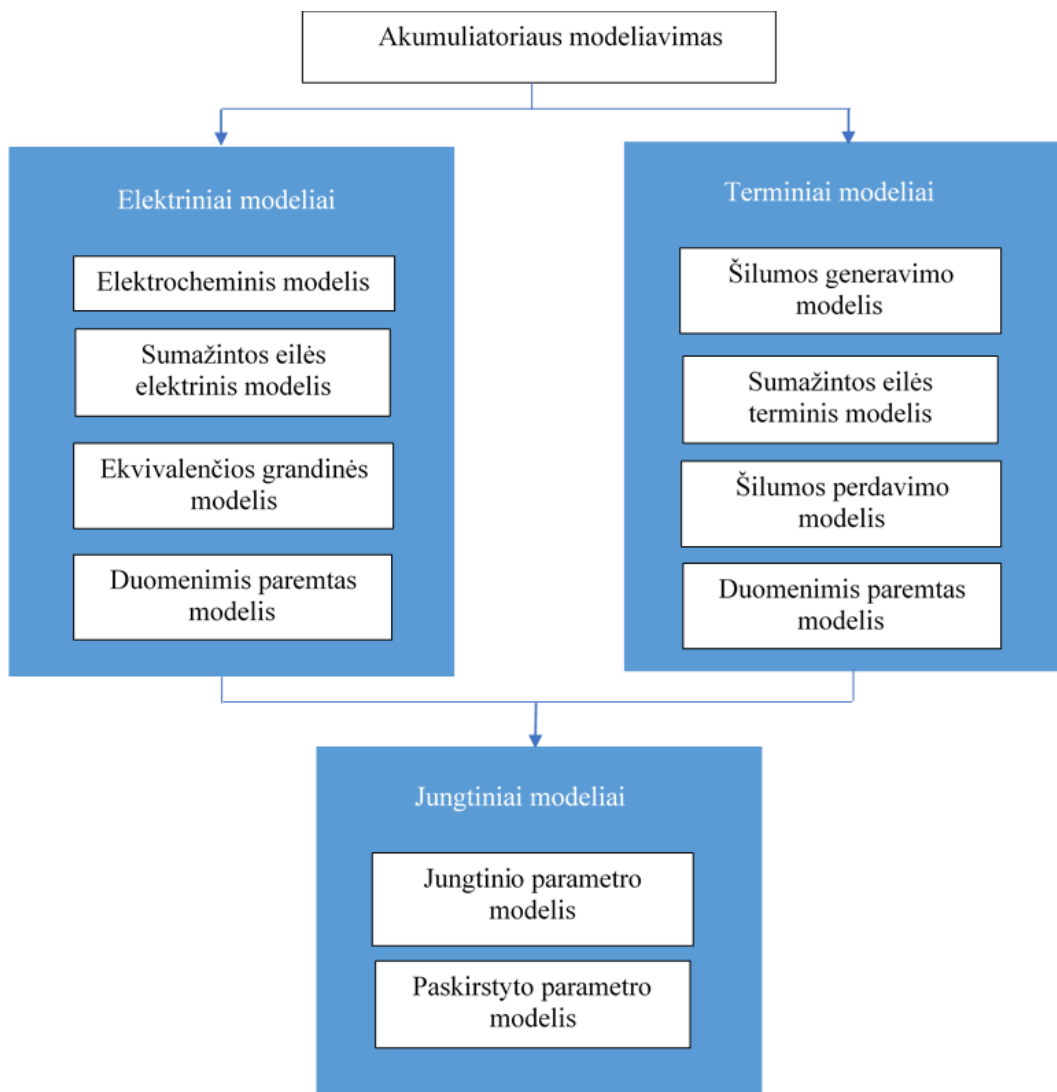 Akumuliatoriaus modeliavimas
Elektriniai modeliai
Elektrocheminis modelis
Sumažintos eilės
elektrinis modelis
Ekvivalenčios grandinės
modelis
Duomenimis paremtas
modelis
Terminiai modeliai
Šilumos generavimo
modelis
Sumažintos eilės
terminis modelis
Šilumos perdavimo
modelis
Duomenimis paremtas
modelis
Jungtiniai modeliai
Jungtinio parametro
modelis
Paskirstyto parametro
modelis